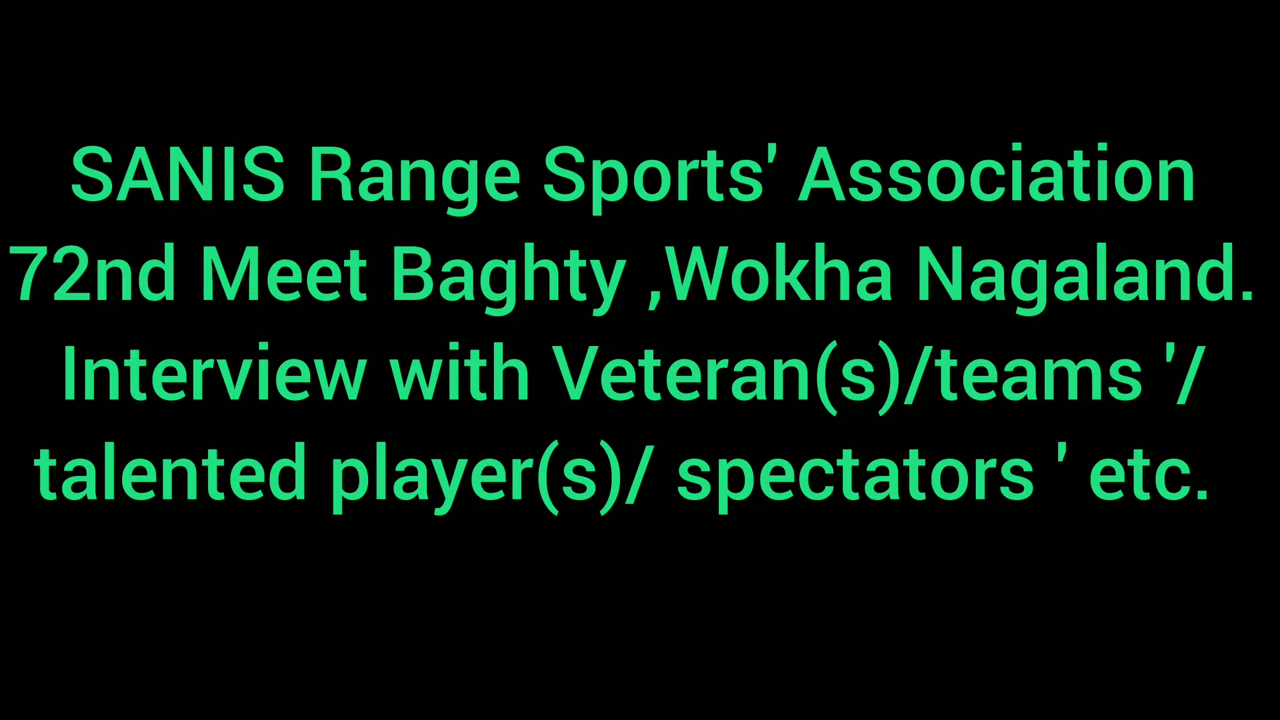 SANIS Range Sports' Association
72nd Meet Baghty ,Wokha Nagaland.
Interview with Veteran(s)/teams '/
talented player(s)/ spectators ' etc.